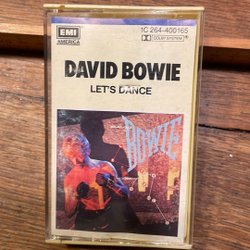 EMI
AMERICA
1C 264-400165
DOLBY SYSTEM
DAVID BOWIE
LET'S DANCE
BOWIE